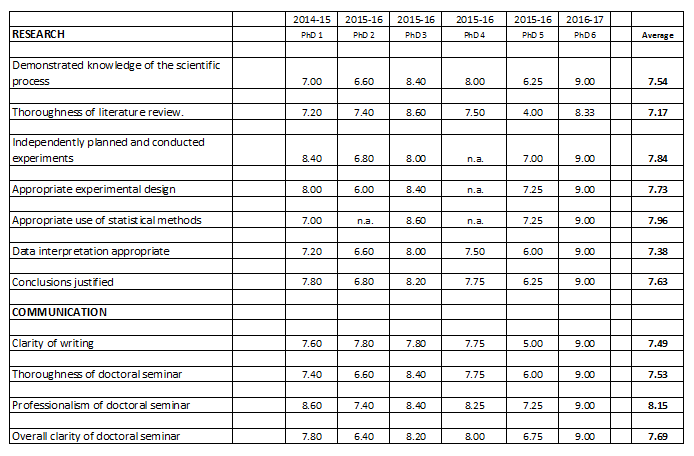 2014-15 2015-16 2015-16 2015-16 2015-16 2016-17
RESEARCH PhD 1 PhD 2 PhD 3 PhD 4 PhD 5 PhD 6 Average
Demonstrated knowledge of the scientific
process 7.00 6.60 8.40 8.00 6.25 9.00 7.54
Thoroughness of literature review. 7.20 7.40 8.60 7.50 4.00 8.33 7.17
Independently planned and conducted
experiments 8.40 6.80 8.00 n.a. 7.00 9.00 7.84
Appropriate experimental design 8.00 6.00 8.40 n.a. 7.25 9.00 7.73
Appropriate use of statistical methods 7.00 n.a. 8.60 n.a. 7.25 9.00 7.96
Data interpretation appropriate 7.20 6.60 8.00 7.50 6.00 9.00 7.38
Conclusions justified 7.80 6.80 8.20 7.75 6.25 9.00 7.63
COMMUNICATION
Clarity of writing 7.60 7.80 7.80 7.75 5.00 9.00 7.49
Thoroughness of doctoral seminar 7.40 6.60 8.40 7.75 6.00 9.00 7.53
Professionalism of doctoral seminar 8.60 7.40 8.40 8.25 7.25 9.00 8.15
Overall clarity of doctoral seminar 7.80 6.40 8.20 8.00 6.75 9.00 7.69